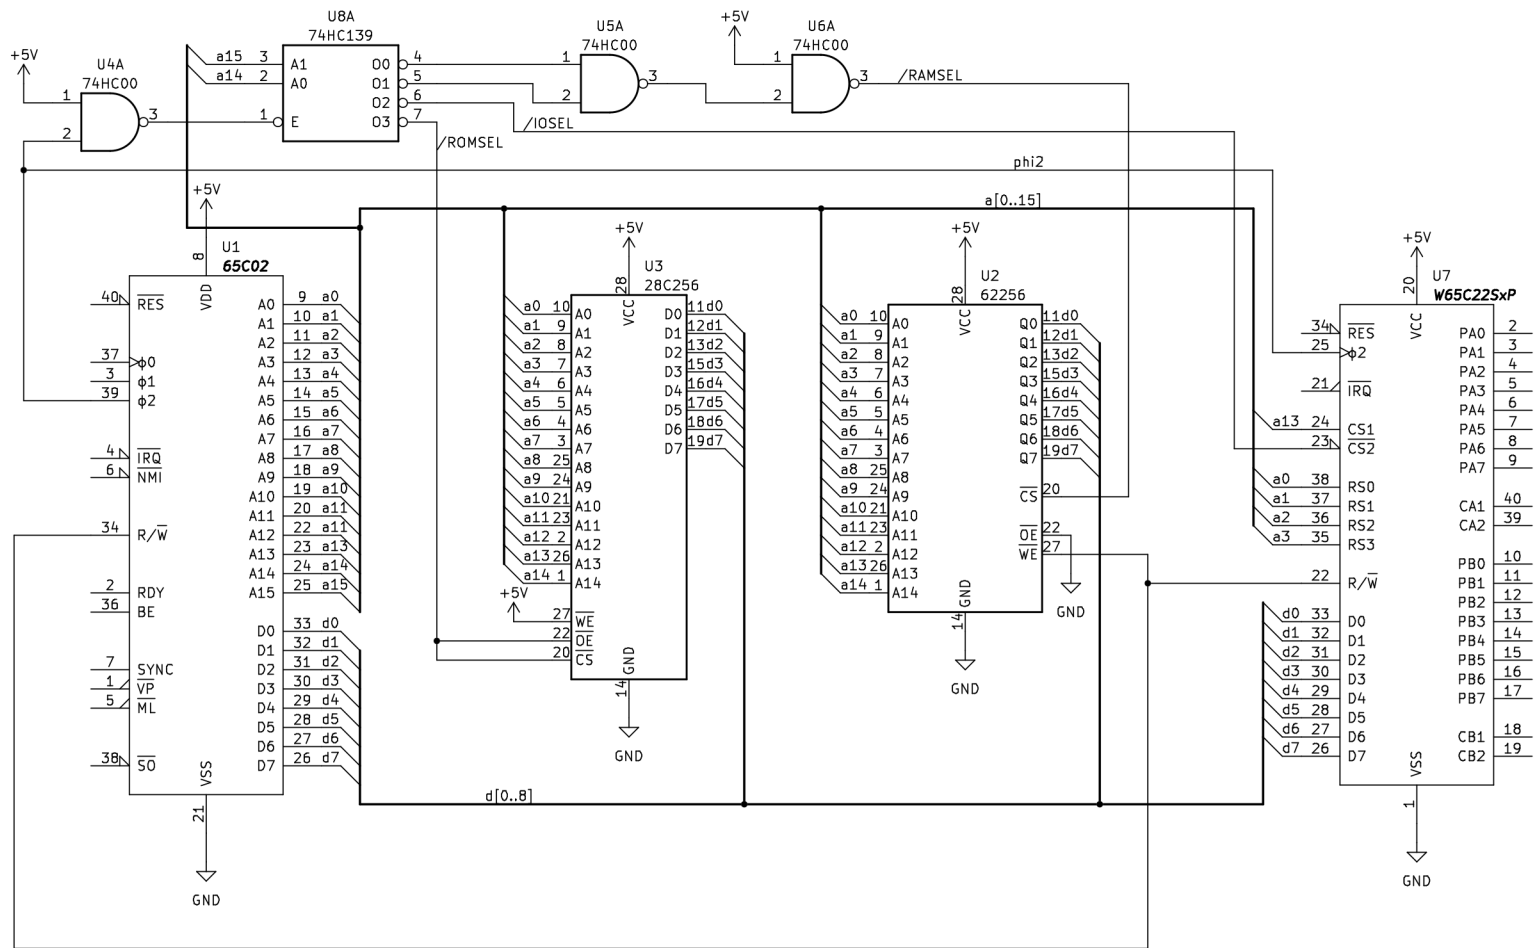 U8A
74HC139
+5V
U4A
74HC00
1
2
3
a15 3 A1
a14 2 A0
1 E
O0 4
O1 5
O2 6
O3 7
U5A
74HC00
1
2
3
+5V
U6A
74HC00
1
2
3
/RAMSEL
/IOSEL
/ROMSEL
phi2
a[0..15]
+5V
8
VDD
U1
65C02
40 RES
37 ϕ0
3 ϕ1
39 ϕ2
4 IRQ
6 NMI
34 R/W
2 RDY
36 BE
7 SYNC
1 VP
5 ML
38 SO
A0 9 a0
A1 10 a1
A2 11 a2
A3 12 a3
A4 13 a4
A5 14 a5
A6 15 a6
A7 16 a7
A8 17 a8
A9 18 a9
A10 19 a10
A11 20 a11
A12 22 a11
A13 23 a13
A14 24 a14
A15 25 a15
D0 33 d0
D1 32 d1
D2 31 d2
D3 30 d3
D4 29 d4
D5 28 d5
D6 27 d6
D7 26 d7
VSS
21
GND
+5V
28
VCC
U3
28C256
a0 10 A0
a1 9 A1
a2 8 A2
a3 7 A3
a4 6 A4
a5 5 A5
a6 4 A6
a7 3 A7
a8 25 A8
a9 24 A9
a10 21 A10
a11 23 A11
a12 2 A12
a13 26 A13
a14 1 A14
+5V
27 WE
22 OE
20 CS
D0 11 d0
D1 12 d1
D2 13 d2
D3 15 d3
D4 16 d4
D5 17 d5
D6 18 d6
D7 19 d7
GND
14
GND
+5V
28
VCC
U2
62256
a0 10 A0
a1 9 A1
a2 8 A2
a3 7 A3
a4 6 A4
a5 5 A5
a6 4 A6
a7 3 A7
a8 25 A8
a9 24 A9
a10 21 A10
a11 23 A11
a12 2 A12
a13 26 A13
a14 1 A14
Q0 11 d0
Q1 12 d1
Q2 13 d2
Q3 15 d3
Q4 16 d4
Q5 17 d5
Q6 18 d6
Q7 19 d7
CS 20
OE 22
WE 27
GND
GND
14
GND
+5V
20
VCC
U7
W65C22SxP
34 RES
25 ϕ2
21 IRQ
a13 24 CS1
23 CS2
a0 38 RS0
a1 37 RS1
a2 36 RS2
a3 35 RS3
22 R/W
d0 33 D0
d1 32 D1
d2 31 D2
d3 30 D3
d4 29 D4
d5 28 D5
d6 27 D6
d7 26 D7
PA0 2
PA1 3
PA2 4
PA3 5
PA4 6
PA5 7
PA6 8
PA7 9
CA1 40
CA2 39
PB0 10
PB1 11
PB2 12
PB3 13
PB4 14
PB5 15
PB6 16
PB7 17
CB1 18
CB2 19
VSS
1
GND
d[0..8]